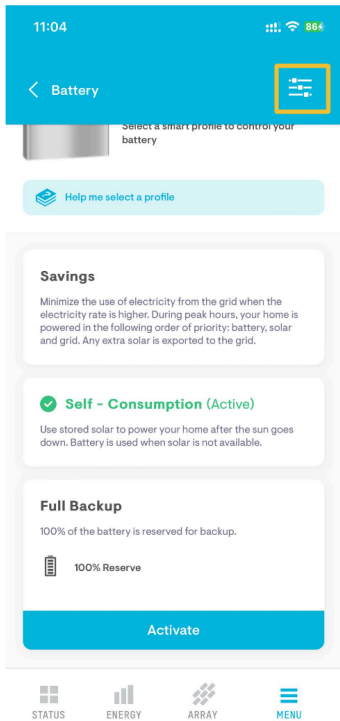 11:04
86
Battery
Select a smart profile to control your
battery
Help me select a profile
Savings
Minimize the use of electricity from the grid when the
electricity rate is higher. During peak hours, your home is
powered in the following order of priority: battery, solar
and grid. Any extra solar is exported to the grid.
Self - Consumption (Active)
Use stored solar to power your home after the sun goes
down. Battery is used when solar is not available.
Full Backup
100% of the battery is reserved for backup.
100% Reserve
Activate
STATUS ENERGY ARRAY MENU